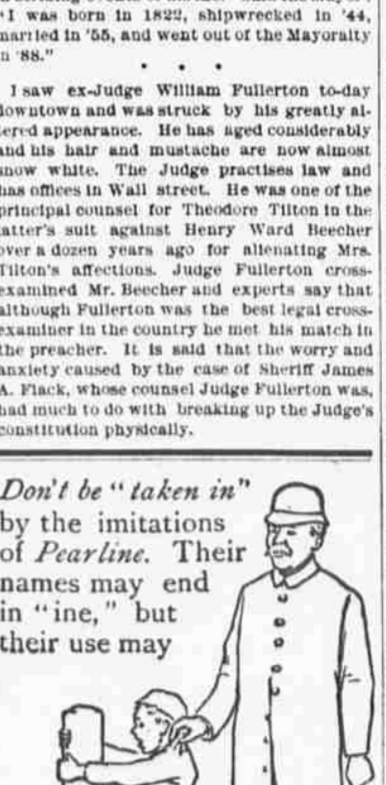 "I was born in 1822, shipwrecked in '44,
married in '55, and went out of the Mayoralty
in '88."
• • •
I saw ex-Judge William Fullerton to-day
downtown and was struck by his greatly al-
tered appearance. He has aged considerably
and his hair and mustache are now almost
snow white. The Judge practises law and
has offices in Wall street. He was one of the
principal counsel for Theodore Tilton in the
latter's suit against Henry Ward Beecher
over a dozen years ago for alienating Mrs.
Tilton's affections. Judge Fullerton cross-
examined Mr. Beecher and experts say that
although Fullerton was the best legal cross-
examiner in the country he met his match in
the preacher. It is said that the worry and
anxiety caused by the case of Sheriff James
A. Flack, whose counsel Judge Fullerton was,
had much to do with breaking up the Judge's
constitution physically.
Don't be "taken in"
by the imitations
of Pearline. Their
names may end
in "ine," but
their use may